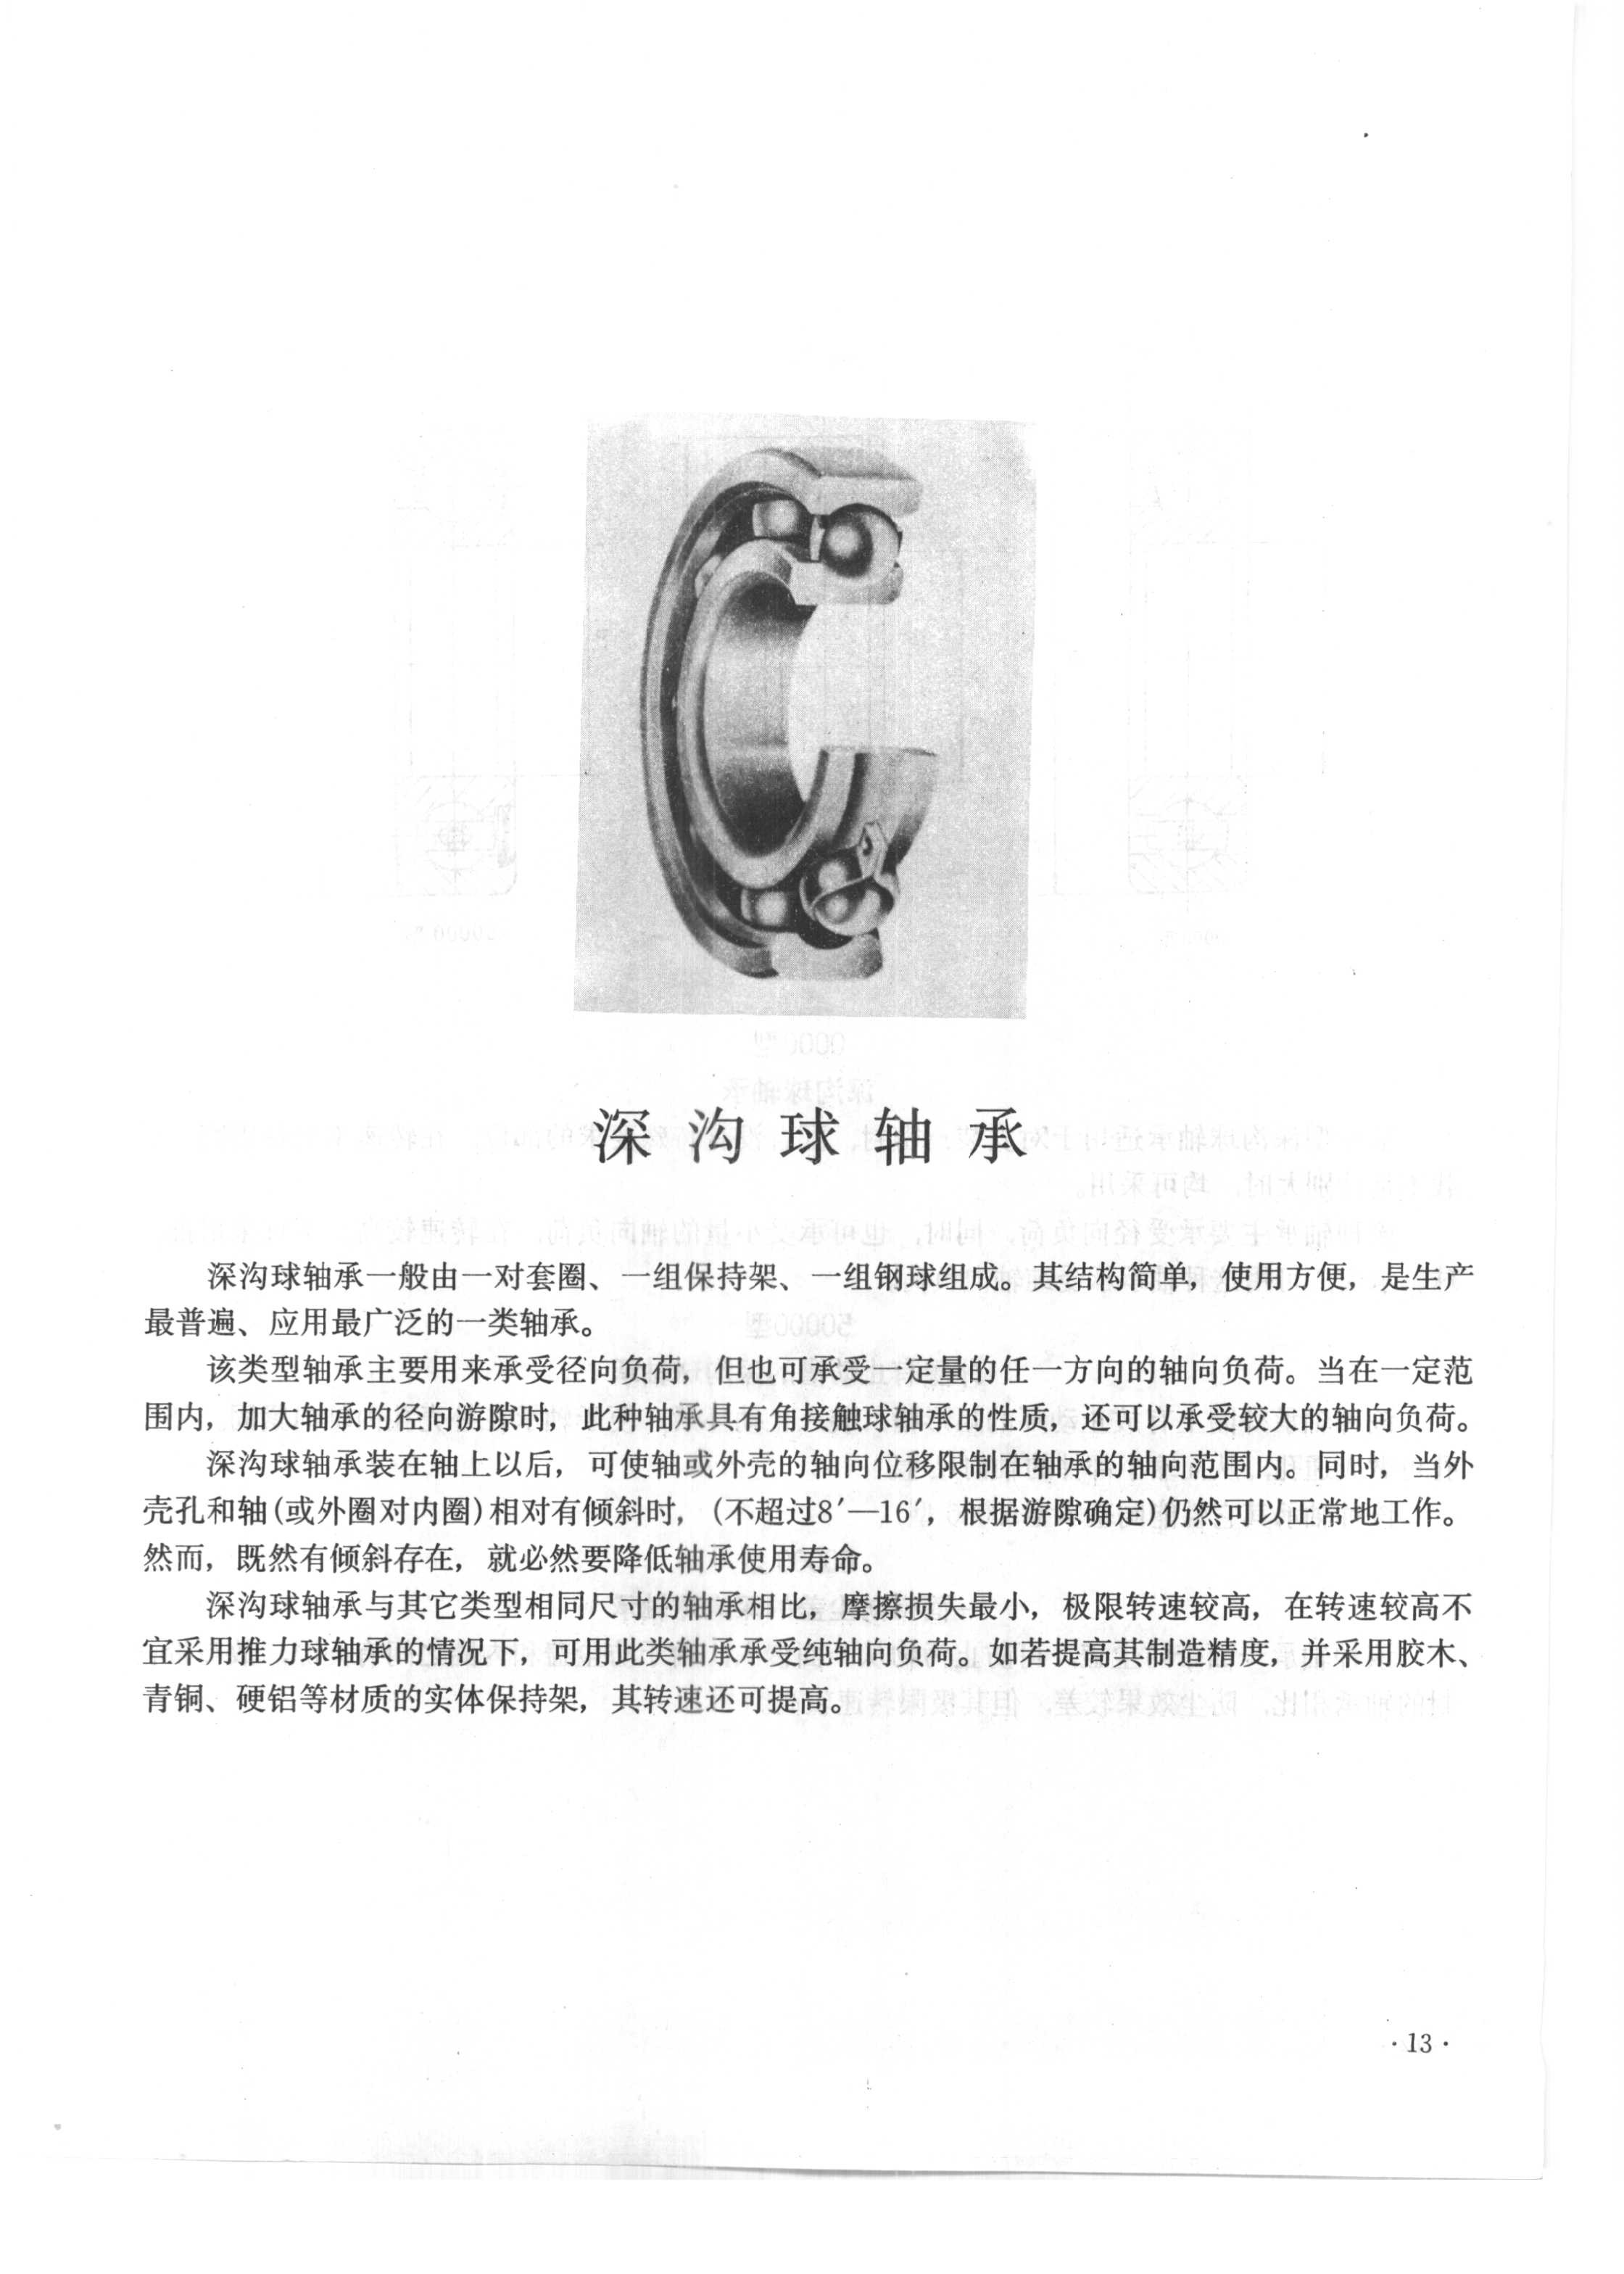 深沟球轴承
深沟球轴承一般由一对套圈、一组保持架、一组钢球组成。其结构简单，使用方便，是生产
最普遍、应用最广泛的一类轴承。
该类型轴承主要用来承受径向负荷，但也可承受一定量的任一方向的轴向负荷。当在一定范
围内，加大轴承的径向游隙时，此种轴承具有角接触球轴承的性质，还可以承受较大的轴向负荷。
深沟球轴承装在轴上以后，可使轴或外壳的轴向位移限制在轴承的轴向范围内。同时，当外
壳孔和轴(或外圈对内圈)相对有倾斜时，(不超过8′—16′，根据游隙确定)仍然可以正常地工作。
然而，既然有倾斜存在，就必然要降低轴承使用寿命。
深沟球轴承与其它类型相同尺寸的轴承相比，摩擦损失最小，极限转速较高，在转速较高不
宜采用推力球轴承的情况下，可用此类轴承承受纯轴向负荷。如若提高其制造精度，并采用胶木、
青铜、硬铝等材质的实体保持架，其转速还可提高。
·13·